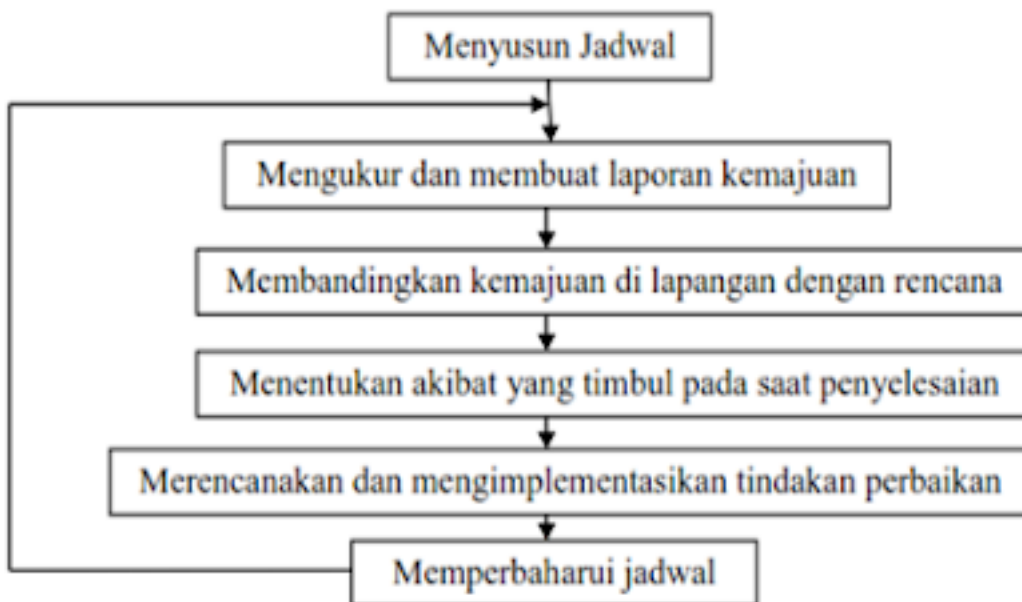 Menyusun Jadwal
Mengukur dan membuat laporan kemajuan
Membandingkan kemajuan di lapangan dengan rencana
Menentukan akibat yang timbul pada saat penyelesaian
Merencanakan dan mengimplementasikan tindakan perbaikan
Memperbaharui jadwal